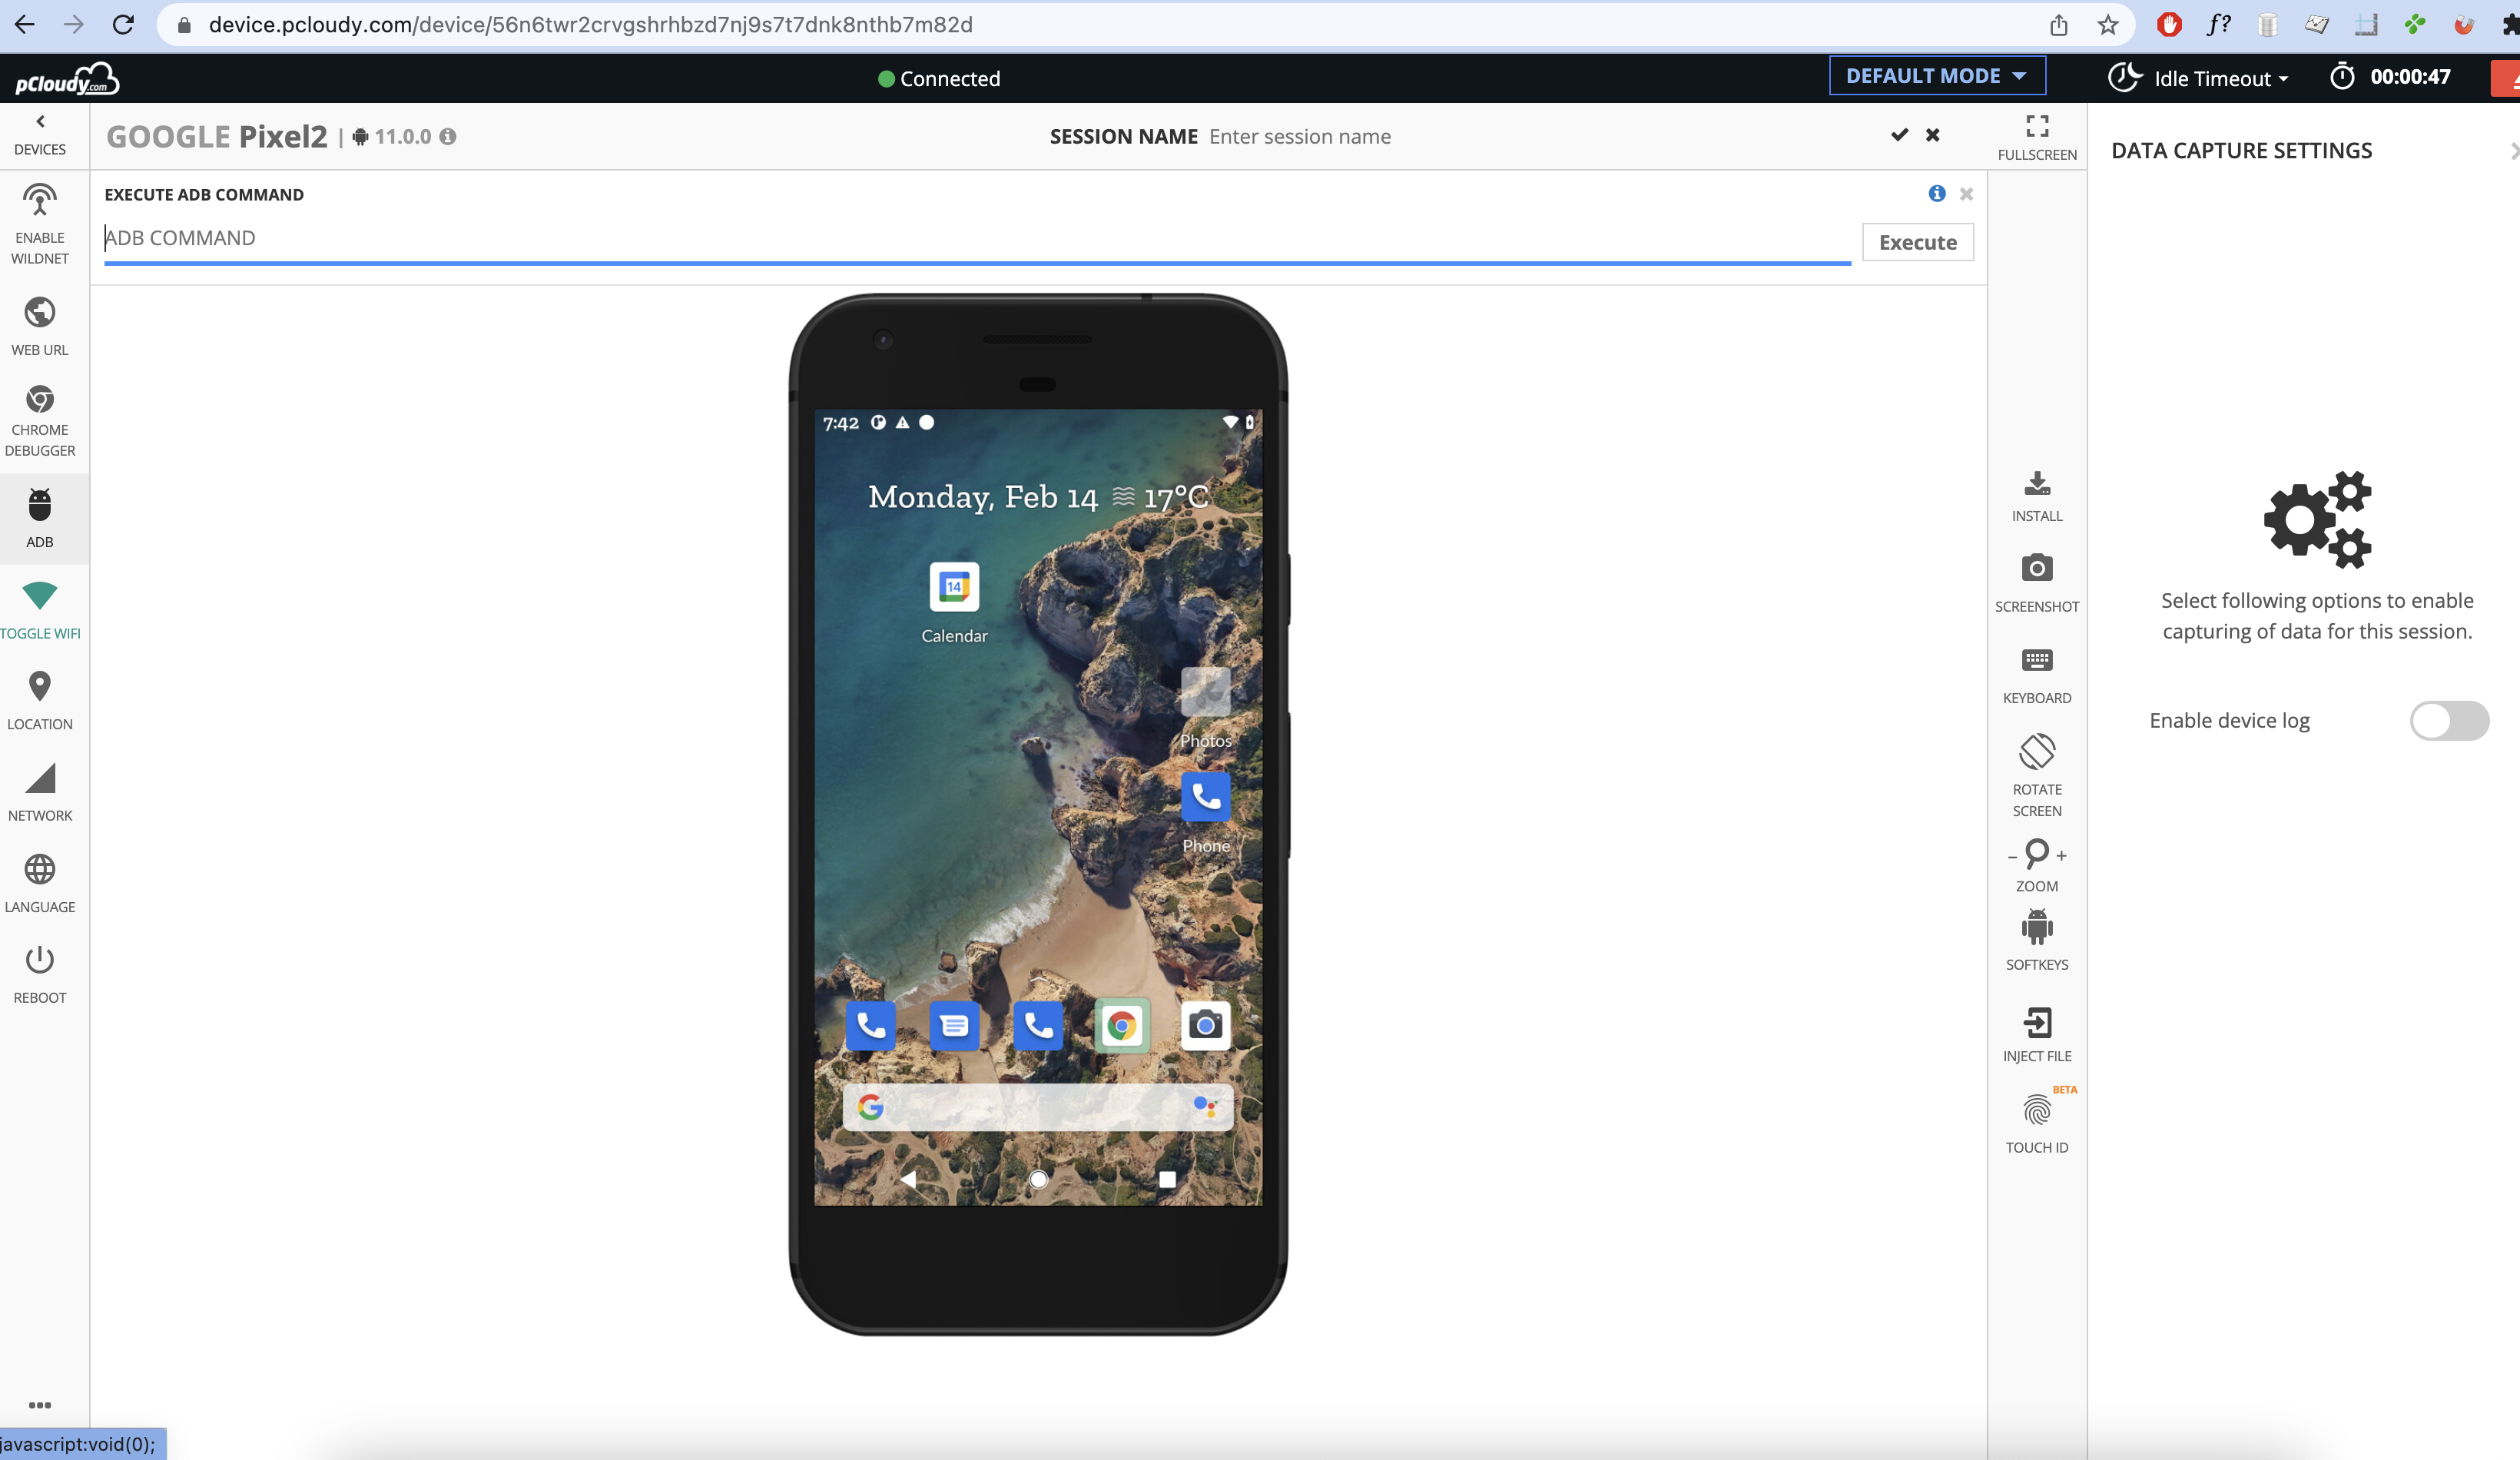 device.pcloudy.com/device/56n6twr2crvgshrhbzd7nj9s7t7dnk8nthb7m82d
f?
pCloudy.com
Connected
DEFAULT MODE
Idle Timeout
00:00:47
DEVICES
GOOGLE Pixel2 | 11.0.0
SESSION NAME Enter session name
FULLSCREEN
DATA CAPTURE SETTINGS
ENABLE
WILDNET
WEB URL
CHROME
DEBUGGER
ADB
TOGGLE WIFI
LOCATION
NETWORK
LANGUAGE
REBOOT
EXECUTE ADB COMMAND
ADB COMMAND
Execute
7:42
Monday, Feb 14 17°C
14
Calendar
Photos
Phone
INSTALL
SCREENSHOT
KEYBOARD
ROTATE
SCREEN
- +
ZOOM
SOFTKEYS
INJECT FILE
BETA
TOUCH ID
Select following options to enable
capturing of data for this session.
Enable device log
javascript:void(0);